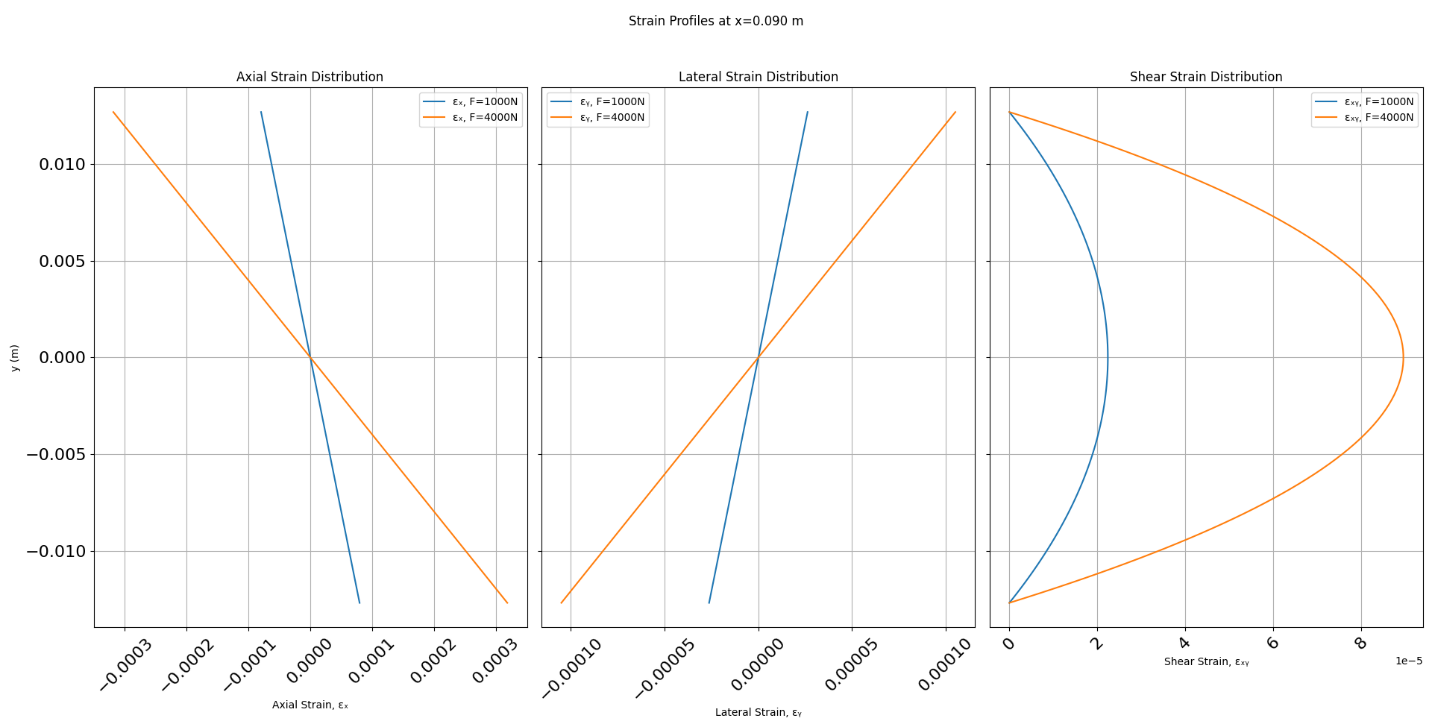 Strain Profiles at x=0.090 m
Axial Strain Distribution
εₓ, F=1000N
εₓ, F=4000N
0.010
0.005
0.000
−0.005
−0.010
y (m)
−0.0003
−0.0002
−0.0001
0.0000
0.0001
0.0002
0.0003
Axial Strain, εₓ
Lateral Strain Distribution
εᵧ, F=1000N
εᵧ, F=4000N
−0.00010
−0.00005
0.00000
0.00005
0.00010
Lateral Strain, εᵧ
Shear Strain Distribution
εₓᵧ, F=1000N
εₓᵧ, F=4000N
0
2
4
6
8
1e−5
Shear Strain, εₓᵧ